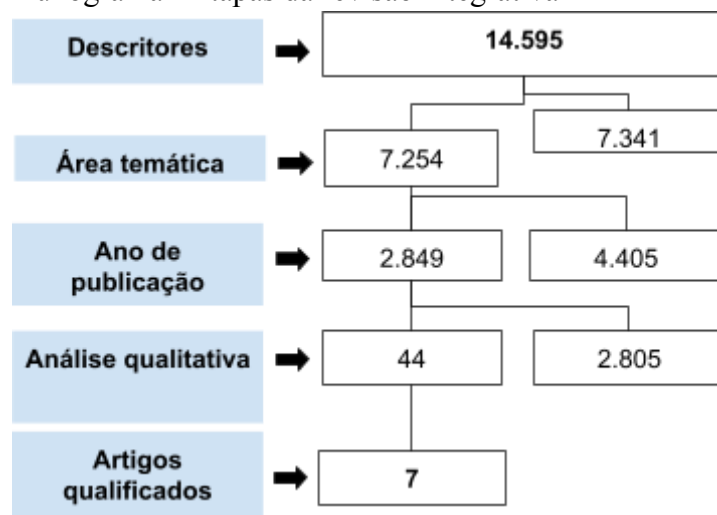 Descritores
14.595
7.341
Área temática
7.254
Ano de
publicação
2.849
4.405
Análise qualitativa
44
2.805
Artigos
qualificados
7